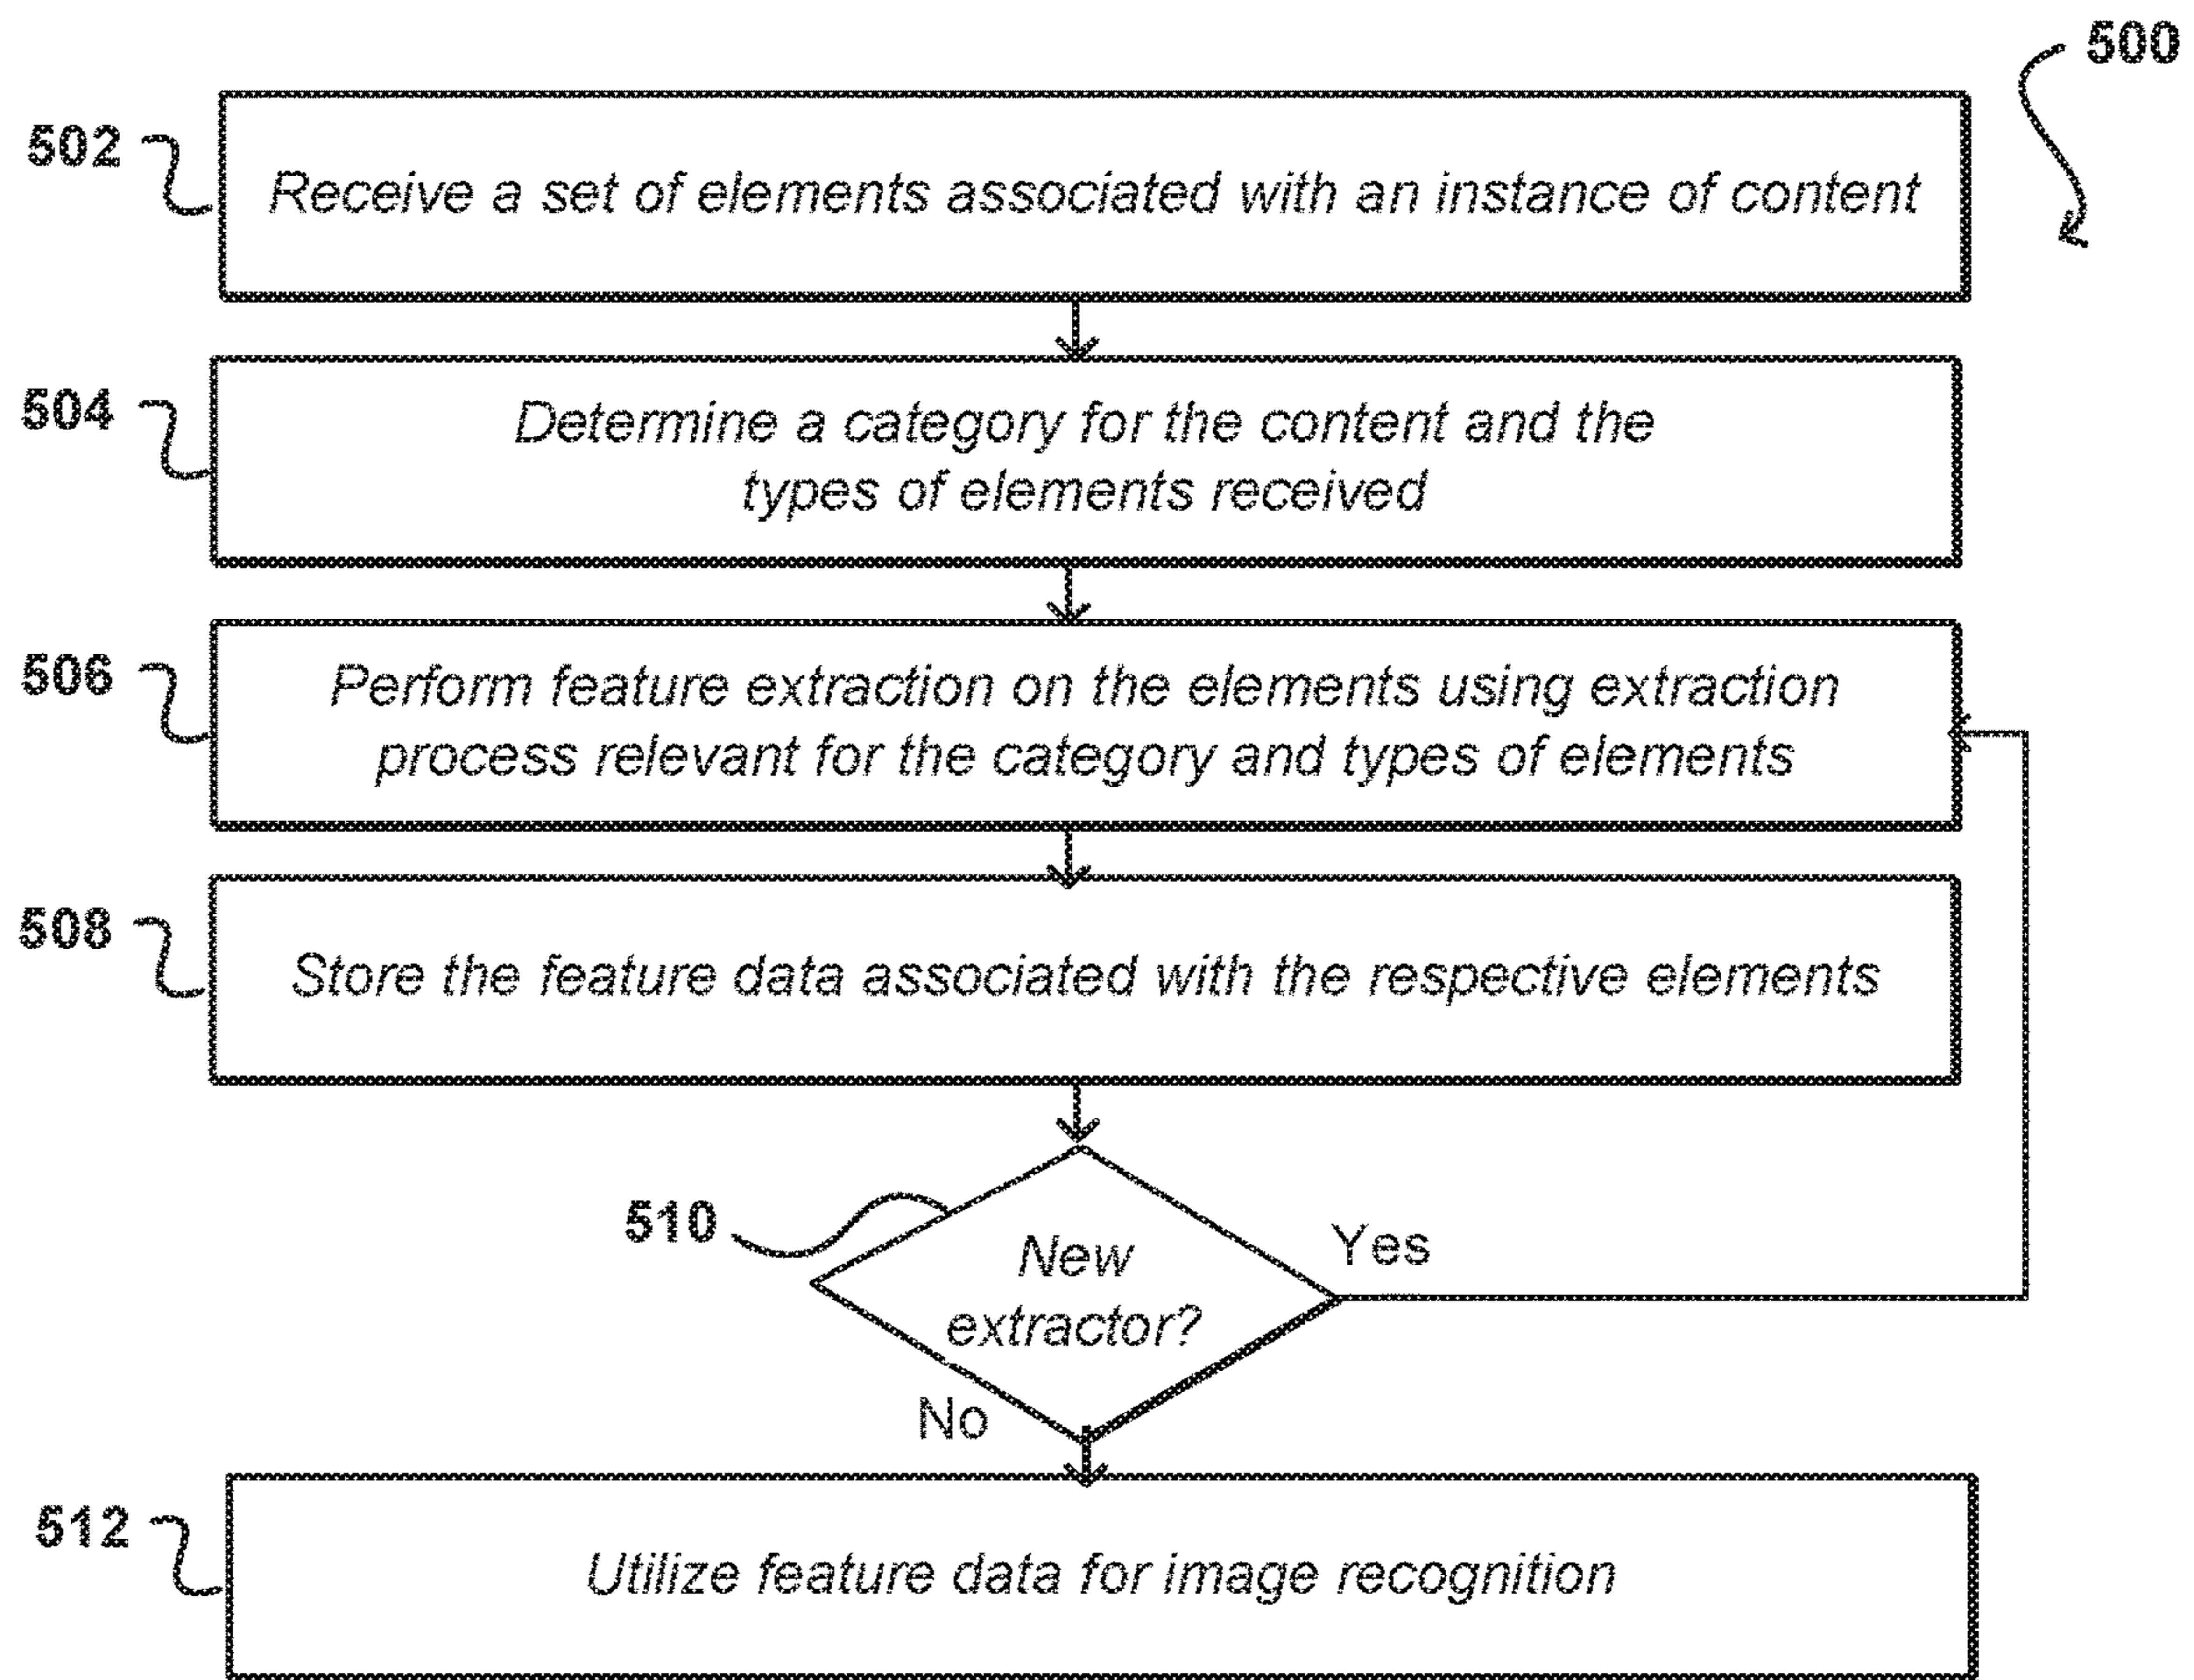 500
502
Receive a set of elements associated with an instance of content
504
Determine a category for the content and the
types of elements received
506
Perform feature extraction on the elements using extraction
process relevant for the category and types of elements
508
Store the feature data associated with the respective elements
510
New
extractor?
Yes
No
512
Utilize feature data for image recognition